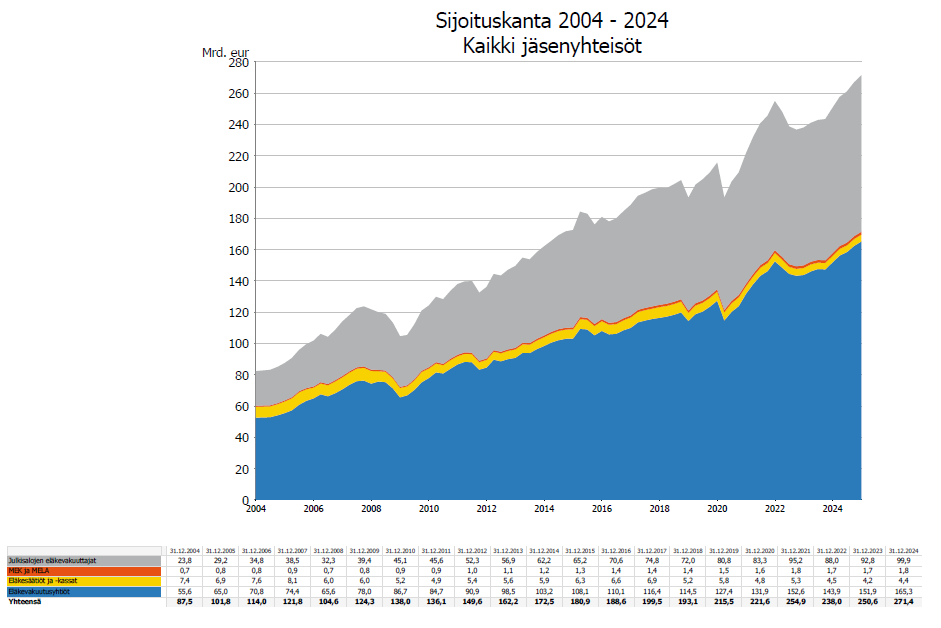 Sijoituskanta 2004 - 2024
Kaikki jäsenyhteisöt
Mrd. eur
280
260
240
220
200
180
160
140
120
100
80
60
40
20
0
2004 2006 2008 2010 2012 2014 2016 2018 2020 2022 2024
31.12.2004 31.12.2005 31.12.2006 31.12.2007 31.12.2008 31.12.2009 31.12.2010 31.12.2011 31.12.2012 31.12.2013 31.12.2014 31.12.2015 31.12.2016 31.12.2017 31.12.2018 31.12.2019 31.12.2020 31.12.2021 31.12.2022 31.12.2023 31.12.2024
Julkisalojen eläkevakuuttajat 23,8 29,2 34,8 38,5 32,3 39,4 45,1 45,6 52,3 56,9 62,2 65,2 70,6 74,8 72,0 80,8 83,3 95,2 88,0 92,8 99,9
MEK ja MELA 0,7 0,8 0,8 0,9 0,7 0,8 0,9 0,9 1,0 1,1 1,2 1,3 1,4 1,4 1,4 1,5 1,6 1,8 1,7 1,7 1,8
Eläkesäätiöt ja -kassat 7,4 6,9 7,6 8,1 6,0 6,0 5,2 4,9 5,4 5,6 5,9 6,3 6,6 6,9 5,2 5,8 4,8 5,3 4,5 4,2 4,4
Eläkevakuutusyhtiöt 55,6 65,0 70,8 74,4 65,6 78,0 86,7 84,7 90,9 98,5 103,2 108,1 110,1 116,4 114,5 127,4 131,9 152,6 143,9 151,9 165,3
Yhteensä 87,5 101,8 114,0 121,8 104,6 124,3 138,0 136,1 149,6 162,2 172,5 180,9 188,6 199,5 193,1 215,5 221,6 254,9 238,0 250,6 271,4